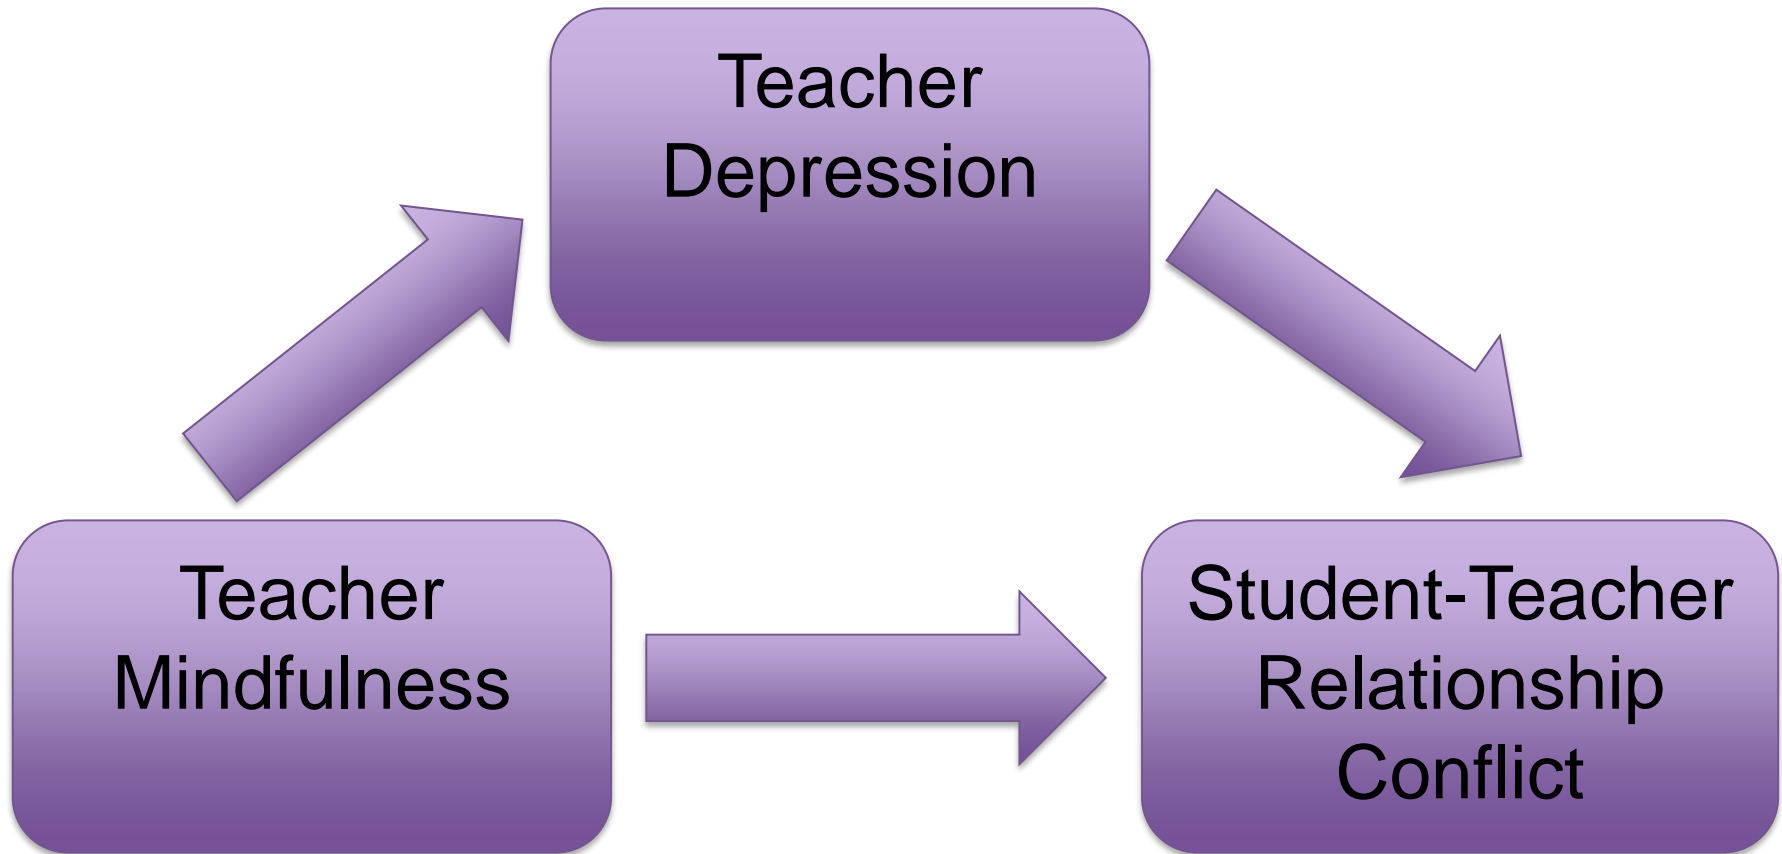 Teacher
Depression
Teacher
Mindfulness
Student-Teacher
Relationship
Conflict